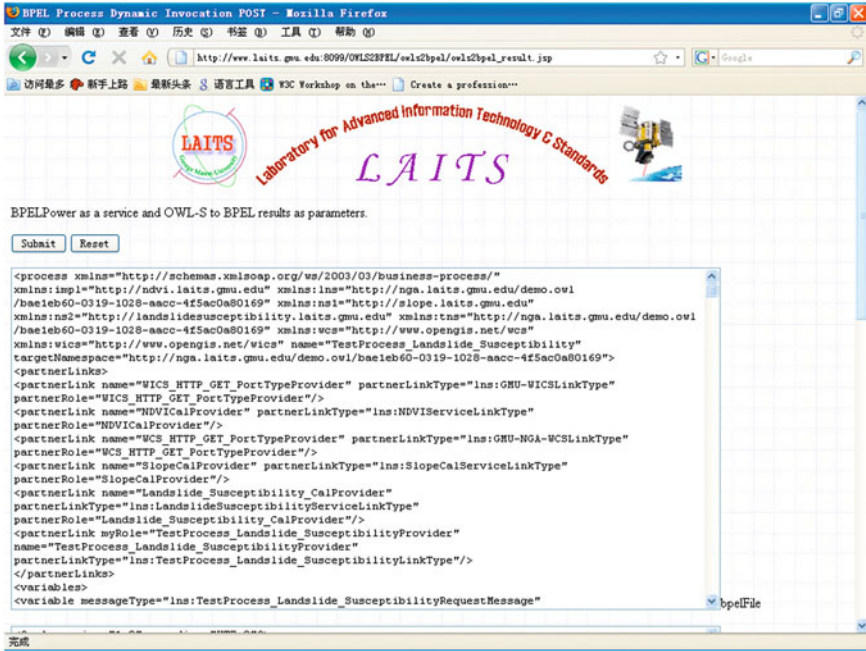 BPEL Process Dynamic Invocation POST - Mozilla Firefox
文件 (F) 编辑 (E) 查看 (V) 历史 (S) 书签 (B) 工具 (T) 帮助 (H)
http://www.laits.gmu.edu:8099/OWLS2BPEL/owls2bpel/owls2bpel_result.jsp
G Google
访问最多 新手上路 最新头条 语言工具 W3C Workshop on the… Create a profession…
LAITS
George Mason University
Laboratory for Advanced Information Technology & Standards
LAITS
BPELPower as a service and OWL-S to BPEL results as parameters.
Submit Reset
<process xmlns="http://schemas.xmlsoap.org/ws/2003/03/business-process/"
xmlns:impl="http://ndvi.laits.gmu.edu" xmlns:lns="http://nga.laits.gmu.edu/demo.owl
/bae1eb60-0319-1028-aacc-4f5ac0a80169" xmlns:ns1="http://slope.laits.gmu.edu"
xmlns:ns2="http://landslidesusceptibility.laits.gmu.edu" xmlns:tns="http://nga.laits.gmu.edu/demo.owl
/bae1eb60-0319-1028-aacc-4f5ac0a80169" xmlns:wcs="http://www.opengis.net/wcs"
xmlns:wics="http://www.opengis.net/wics" name="TestProcess_Landslide_Susceptibility"
targetNamespace="http://nga.laits.gmu.edu/demo.owl/bae1eb60-0319-1028-aacc-4f5ac0a80169">
<partnerLinks>
<partnerLink name="WICS_HTTP_GET_PortTypeProvider" partnerLinkType="lns:GMU-WICSLinkType"
partnerRole="WICS_HTTP_GET_PortTypeProvider"/>
<partnerLink name="NDVICalProvider" partnerLinkType="lns:NDVIServiceLinkType"
partnerRole="NDVICalProvider"/>
<partnerLink name="WCS_HTTP_GET_PortTypeProvider" partnerLinkType="lns:GMU-NGA-WCSLinkType"
partnerRole="WCS_HTTP_GET_PortTypeProvider"/>
<partnerLink name="SlopeCalProvider" partnerLinkType="lns:SlopeCalServiceLinkType"
partnerRole="SlopeCalProvider"/>
<partnerLink name="Landslide_Susceptibility_CalProvider"
partnerLinkType="lns:LandslideSusceptibilityServiceLinkType"
partnerRole="Landslide_Susceptibility_CalProvider"/>
<partnerLink myRole="TestProcess_Landslide_SusceptibilityProvider"
name="TestProcess_Landslide_SusceptibilityProvider"
partnerLinkType="lns:TestProcess_Landslide_SusceptibilityLinkType"/>
</partnerLinks>
<variables>
<variable messageType="lns:TestProcess_Landslide_SusceptibilityRequestMessage"
bpelFile
完成